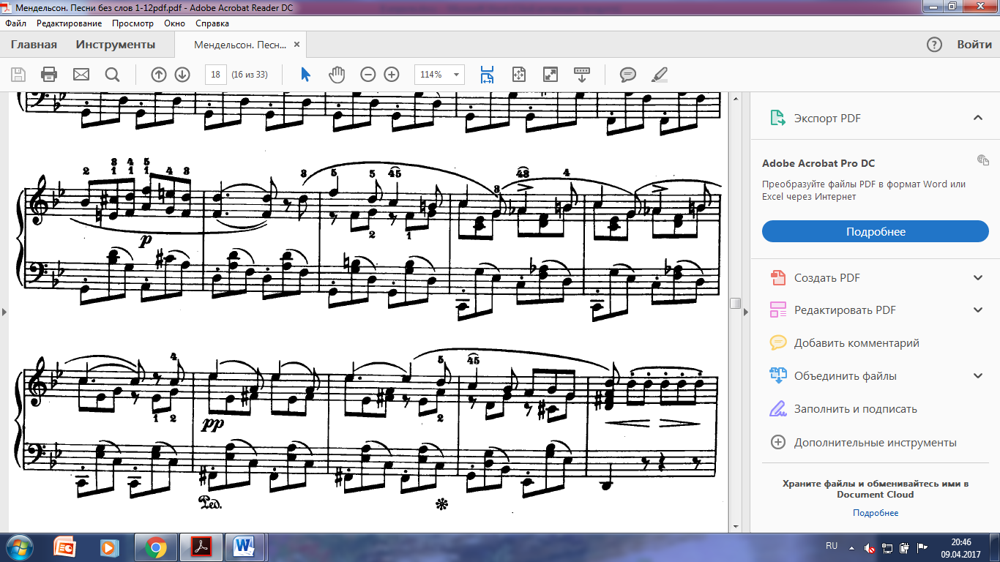 Мендельсон. Песни без слов 1-12pdf.pdf - Adobe Acrobat Reader DC
Файл Редактирование Просмотр Окно Справка
Главная Инструменты Мендельсон. Песн... × Войти
18 (16 из 33) 114%
Экспорт PDF
Adobe Acrobat Pro DC
Преобразуйте файлы PDF в формат Word или
Excel через Интернет
Подробнее
Создать PDF
Редактировать PDF
Добавить комментарий
Объединить файлы
Заполнить и подписать
Дополнительные инструменты
Храните файлы и обменивайтесь ими в
Document Cloud
Подробнее
2 3 1 4 1 5 1 4 3 3 5 5 45 3 43 4
p 2 1
4 5 45
pp 1 2 2
Ped.
RU 20:46
09.04.2017